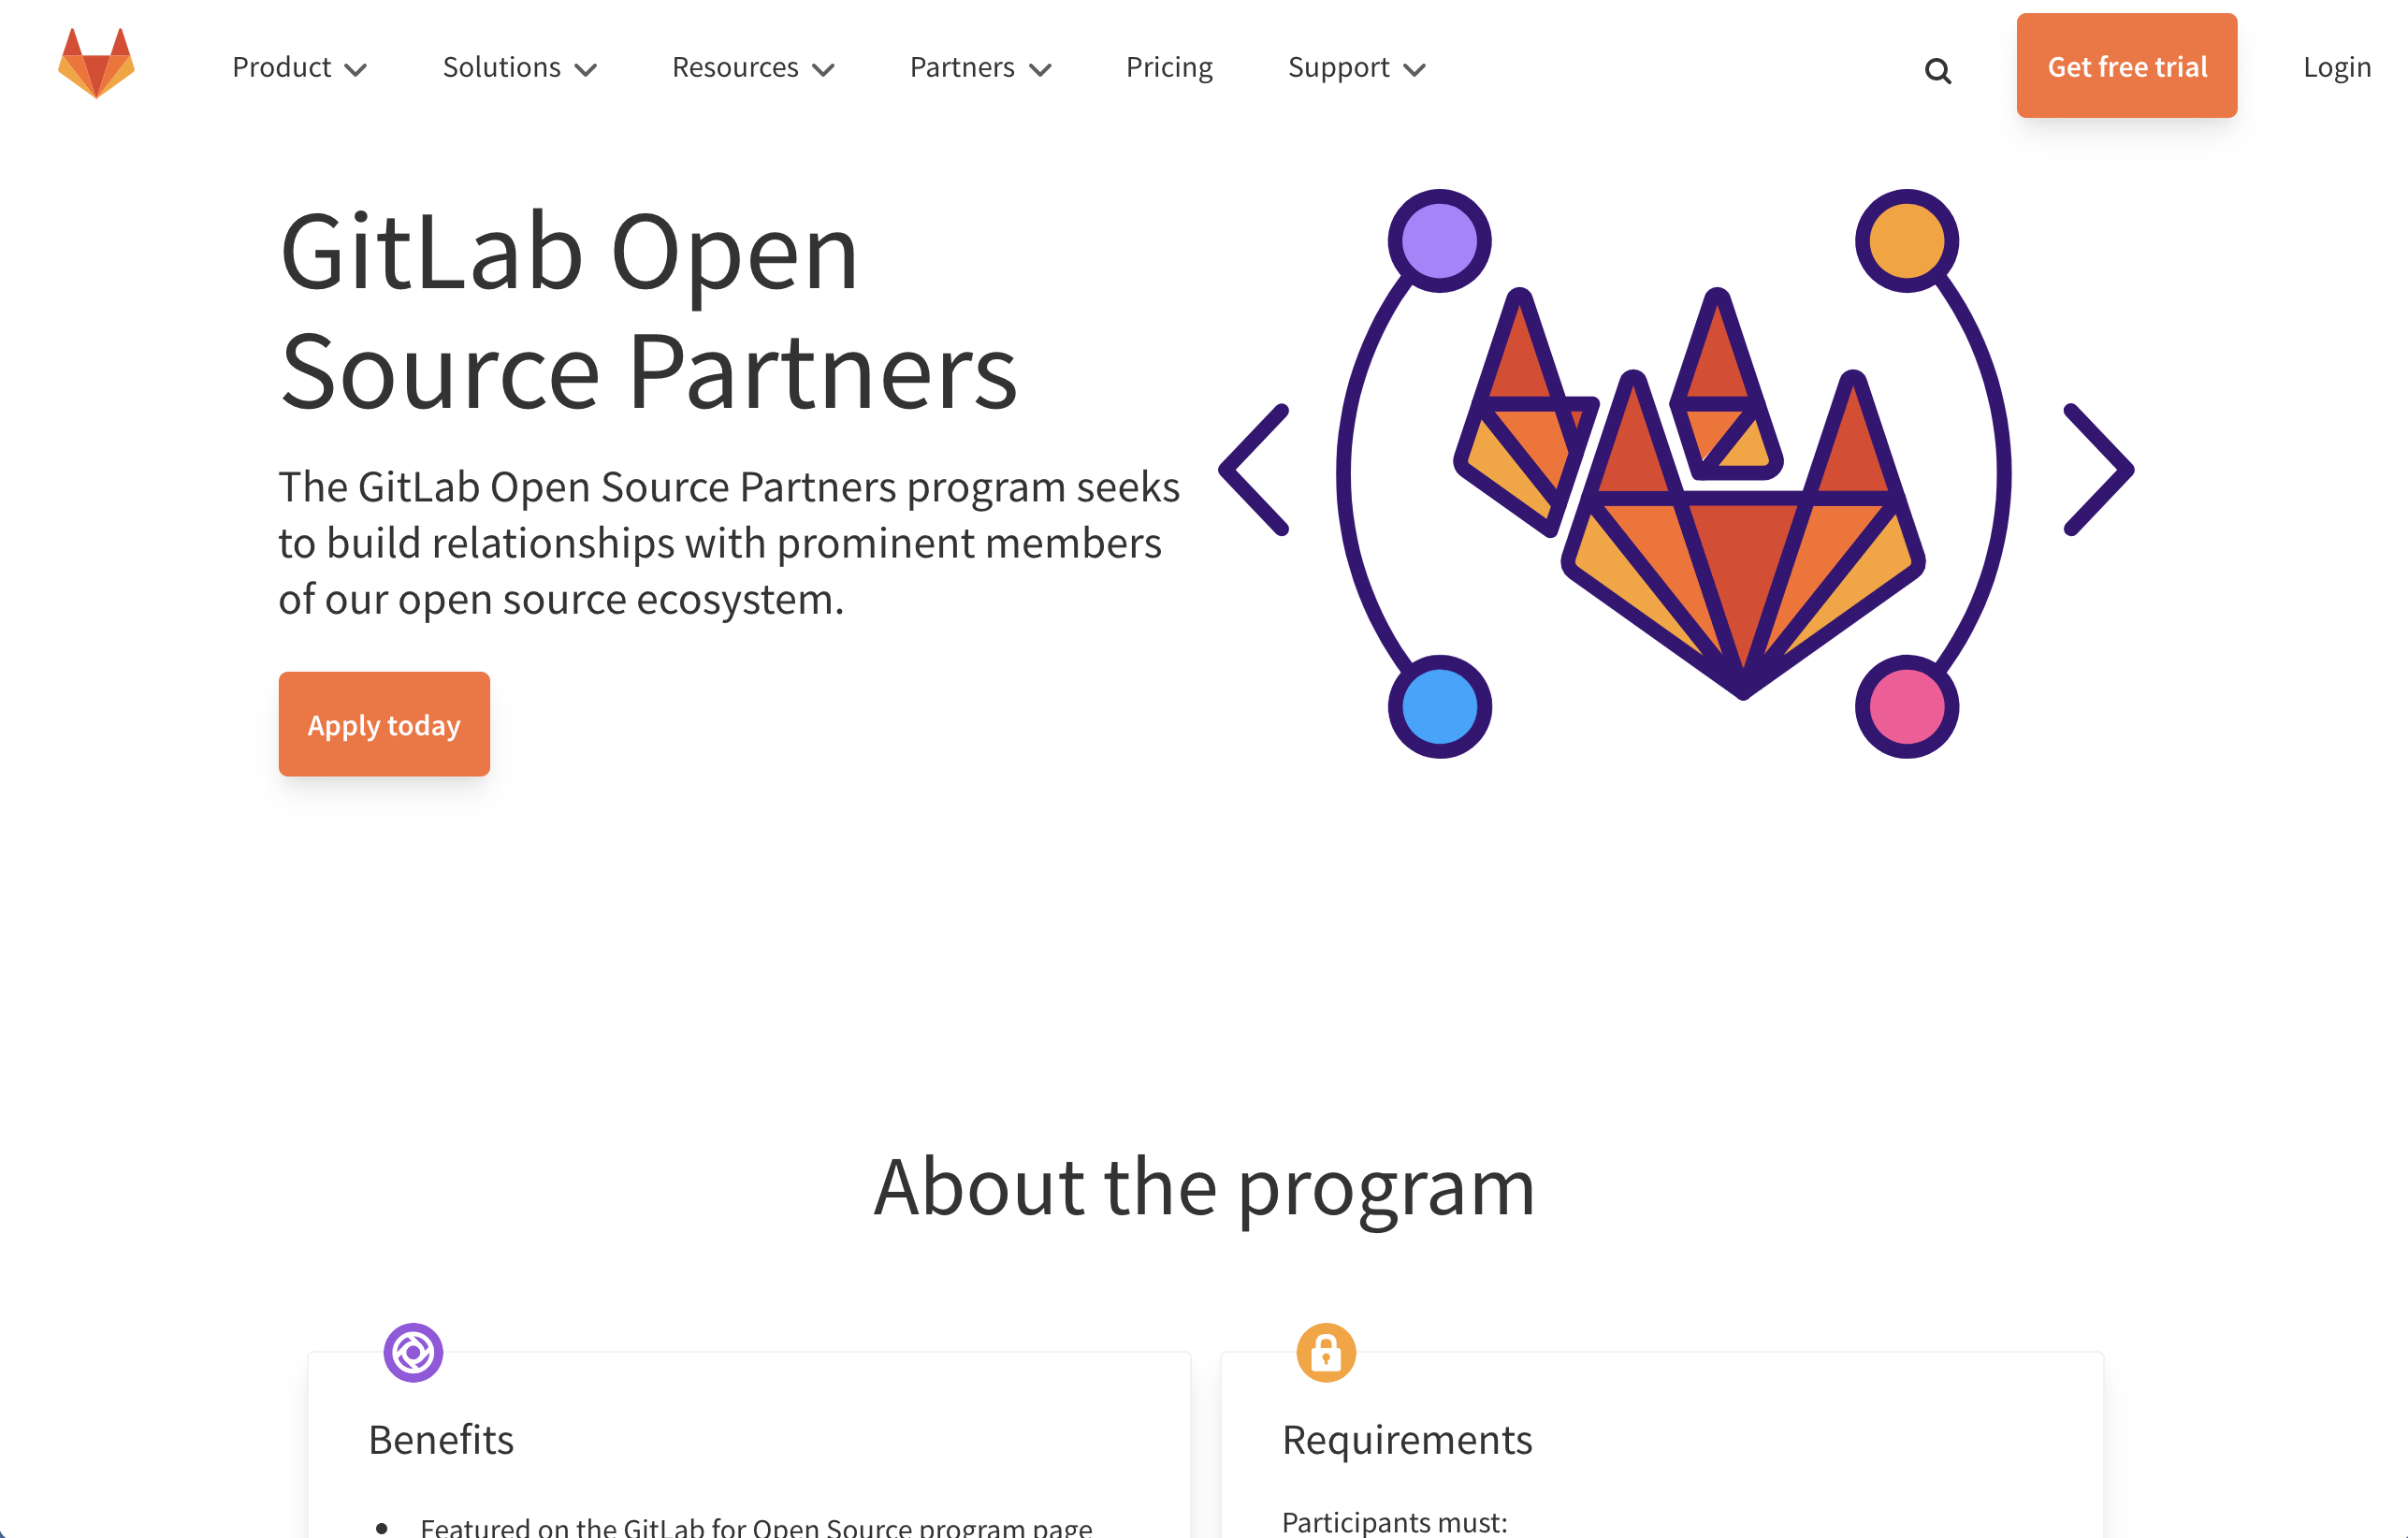 Product
Solutions
Resources
Partners
Pricing
Support
Get free trial
Login
GitLab Open
Source Partners
The GitLab Open Source Partners program seeks
to build relationships with prominent members
of our open source ecosystem.
Apply today
About the program
Benefits
Featured on the GitLab for Open Source program page
Requirements
Participants must: